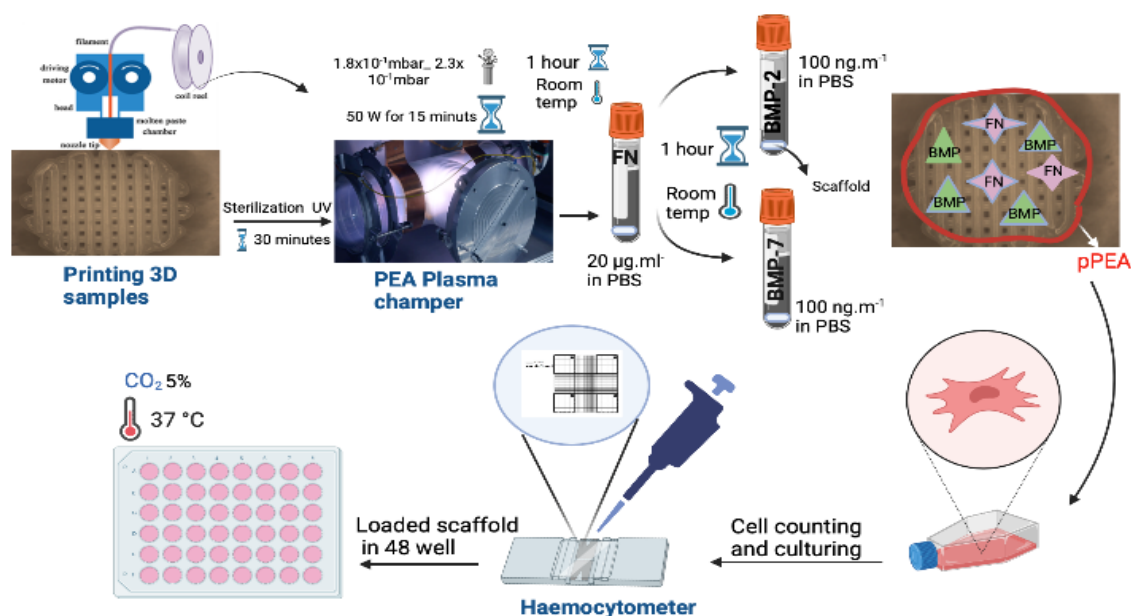 filament
driving
motor
head
molten paste
chamber
nozzle tip
coil reel
Printing 3D
samples
Sterilization UV
30 minutes
1.8x10⁻¹mbar_ 2.3x
10⁻¹mbar
50 W for 15 minuts
PEA Plasma
champer
1 hour
Room
temp
FN
20 µg.ml⁻
in PBS
1 hour
Room
temp
BMP-2
100 ng.m⁻¹
in PBS
Scaffold
BMP-7
100 ng.m⁻¹
in PBS
FN
BMP
BMP
FN
FN
BMP
BMP
pPEA
Cell counting
and culturing
Haemocytometer
Loaded scaffold
in 48 well
CO₂ 5%
37 °C